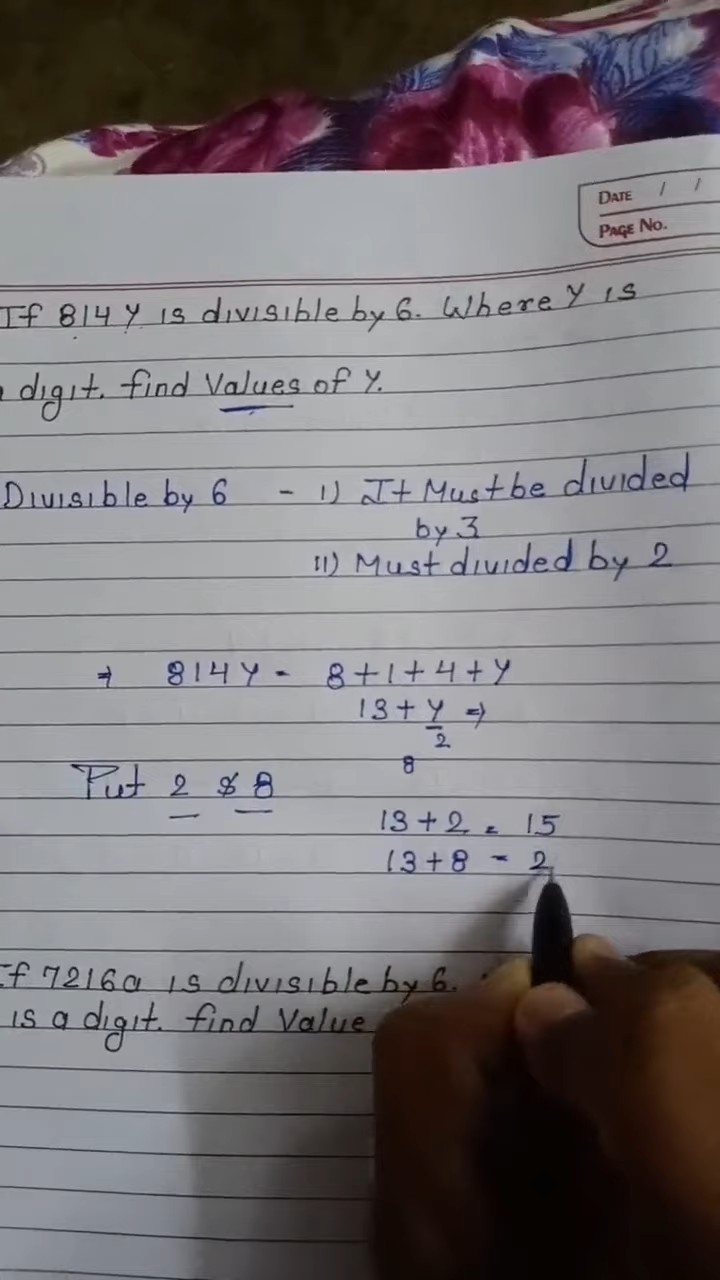 DATE / /
PAGE No.
If 814Y is divisible by 6. Where Y is
digit. find Values of Y.
Divisible by 6 - i) It Must be divided
by 3
ii) Must divided by 2
⇒ 814Y - 8+1+4+Y
13+Y ⇒
2
8
Put 2 & 8
13+2 = 15
13+8 - 2
If 7216a is divisible by 6.
is a digit. find Value